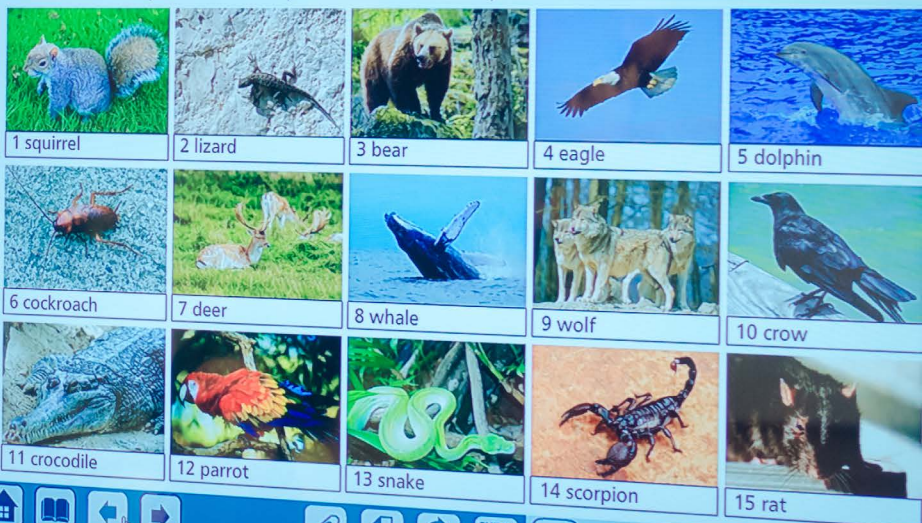 1 squirrel
2 lizard
3 bear
4 eagle
5 dolphin
6 cockroach
7 deer
8 whale
9 wolf
10 crow
11 crocodile
12 parrot
13 snake
14 scorpion
15 rat